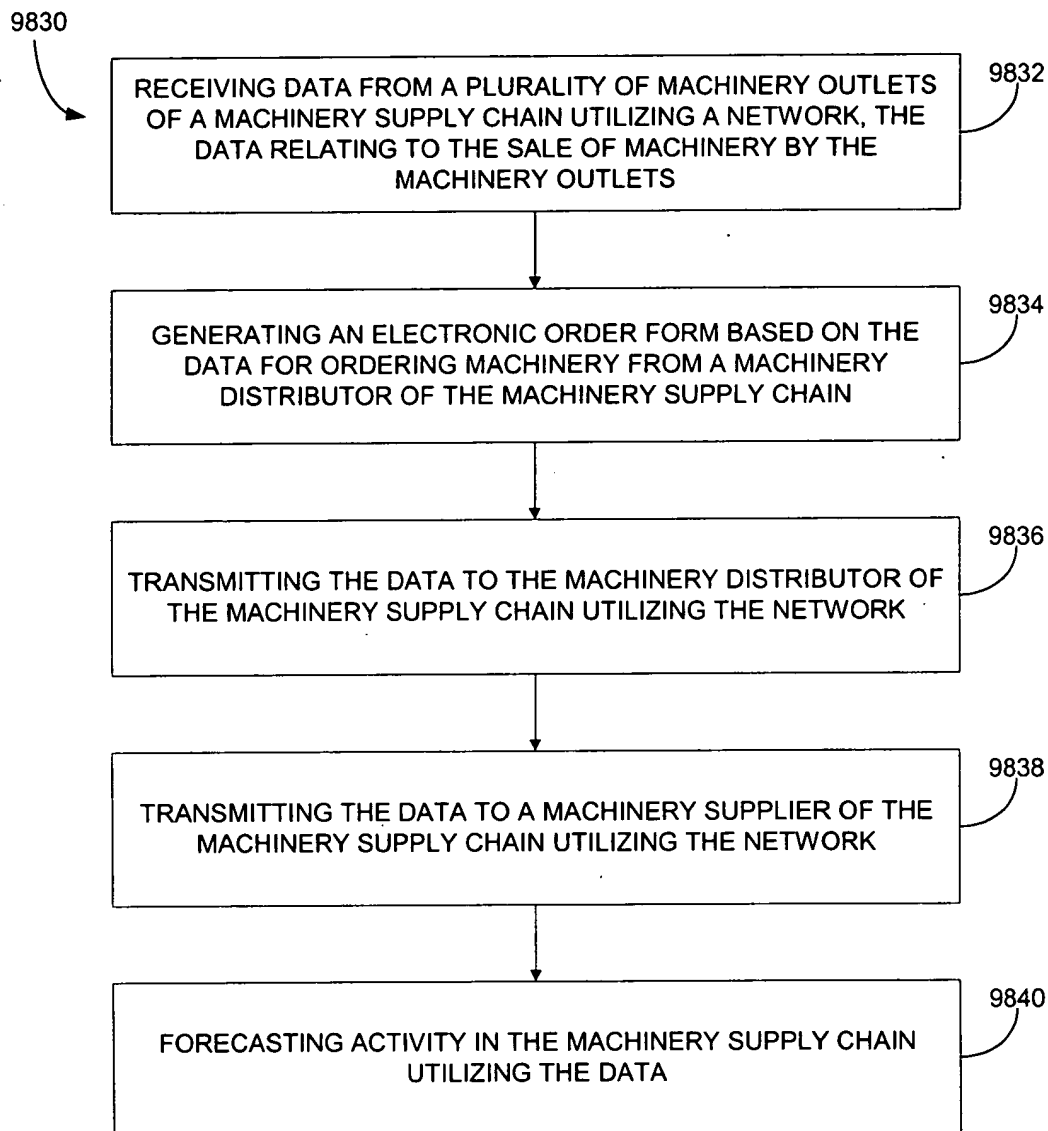 9830
9832
RECEIVING DATA FROM A PLURALITY OF MACHINERY OUTLETS
OF A MACHINERY SUPPLY CHAIN UTILIZING A NETWORK, THE
DATA RELATING TO THE SALE OF MACHINERY BY THE
MACHINERY OUTLETS
9834
GENERATING AN ELECTRONIC ORDER FORM BASED ON THE
DATA FOR ORDERING MACHINERY FROM A MACHINERY
DISTRIBUTOR OF THE MACHINERY SUPPLY CHAIN
9836
TRANSMITTING THE DATA TO THE MACHINERY DISTRIBUTOR OF
THE MACHINERY SUPPLY CHAIN UTILIZING THE NETWORK
9838
TRANSMITTING THE DATA TO A MACHINERY SUPPLIER OF THE
MACHINERY SUPPLY CHAIN UTILIZING THE NETWORK
9840
FORECASTING ACTIVITY IN THE MACHINERY SUPPLY CHAIN
UTILIZING THE DATA